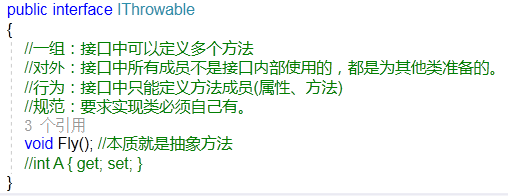 public interface IThrowable
{
//一组：接口中可以定义多个方法
//对外：接口中所有成员不是接口内部使用的，都是为其他类准备的。
//行为：接口中只能定义方法成员(属性、方法)
//规范：要求实现类必须自己有。
3 个引用
void Fly(); //本质就是抽象方法
//int A { get; set; }
}